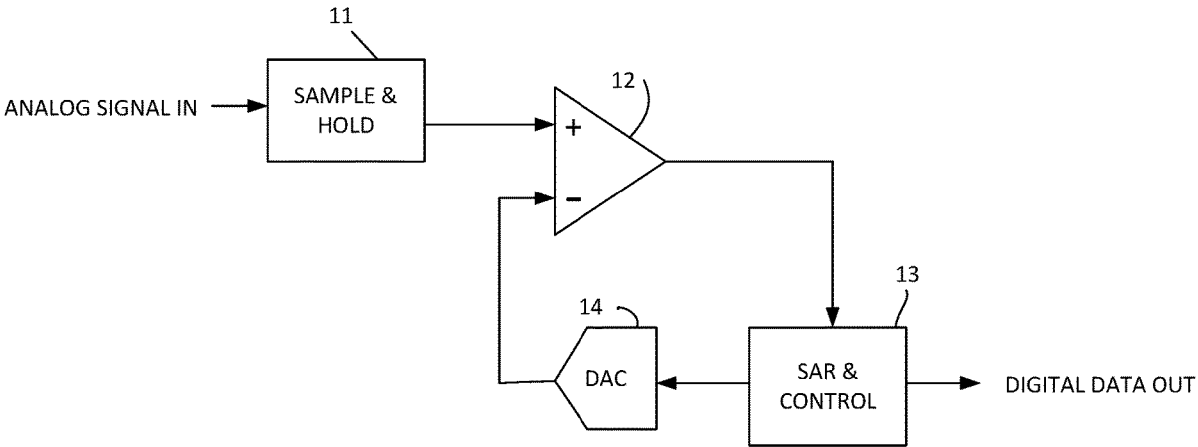 11
ANALOG SIGNAL IN
SAMPLE &
HOLD
12
+
−
13
14
DAC
SAR &
CONTROL
DIGITAL DATA OUT